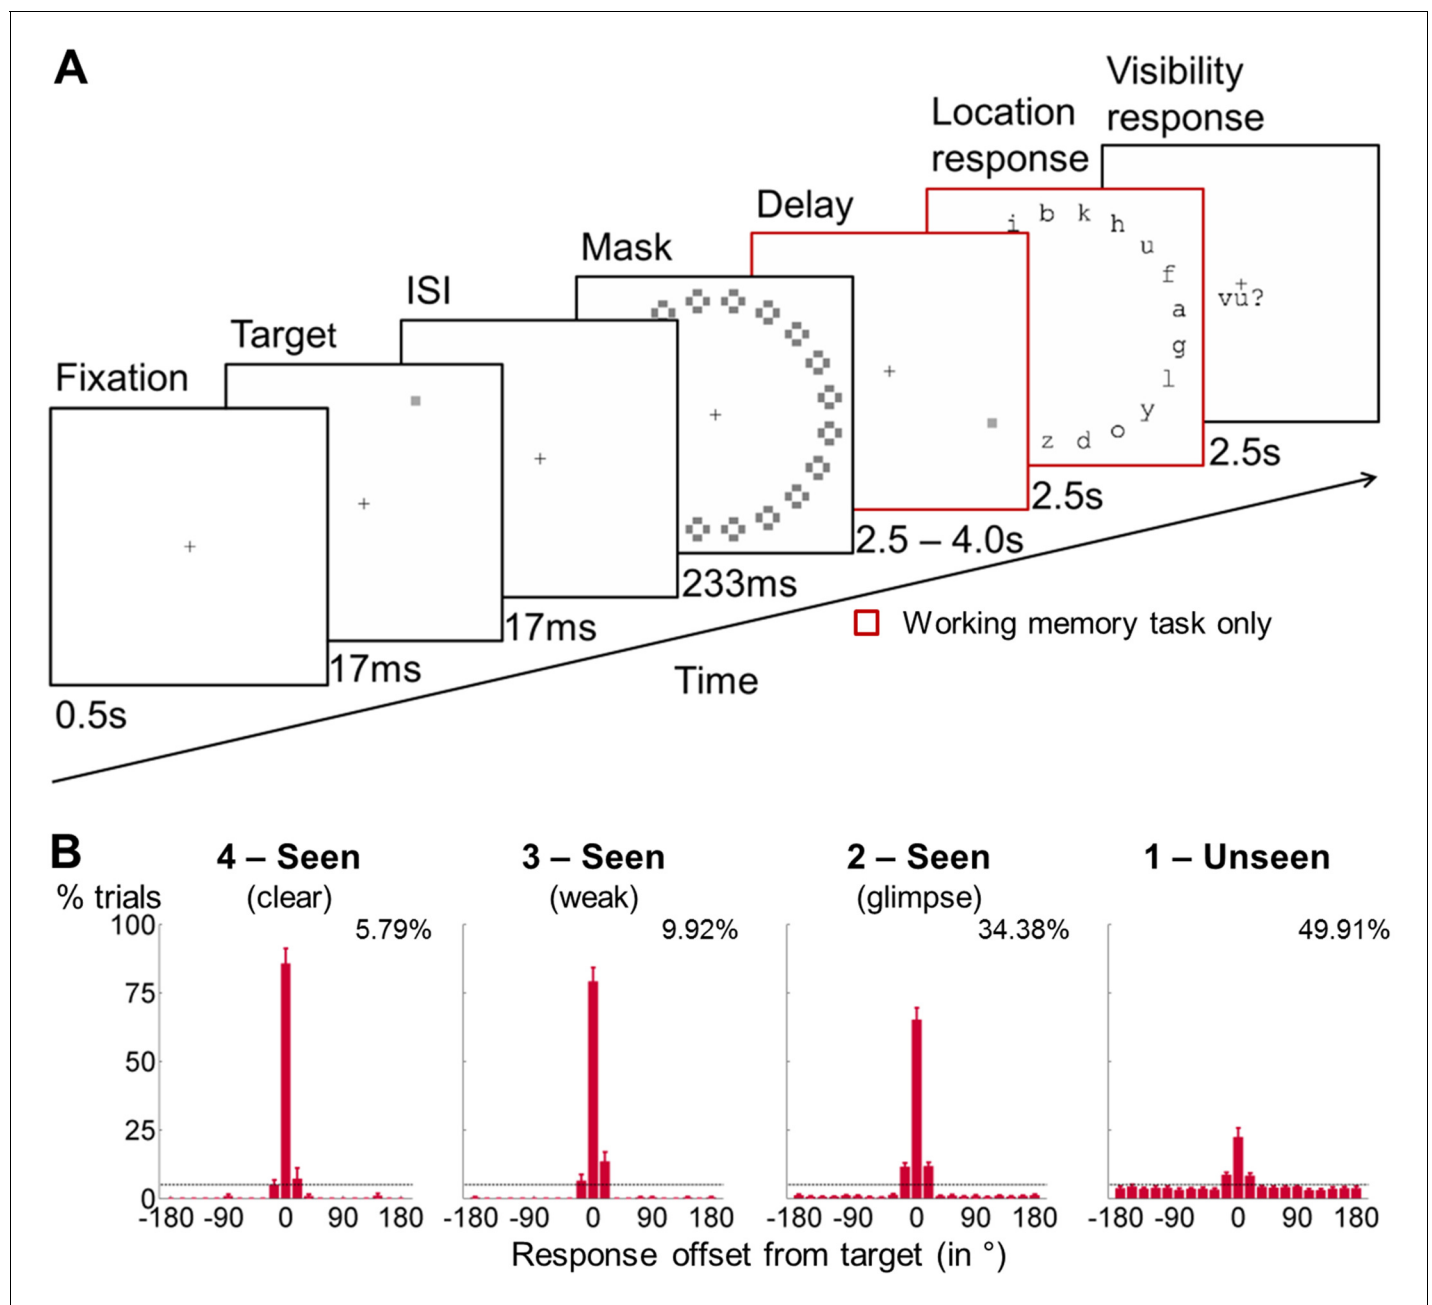 A
Visibility
response
Location
response
Delay
Mask
ISI
Target
Fixation
i b k h u f a g l y o d z
vu?
2.5s
2.5s
2.5 – 4.0s
233ms
17ms
17ms
0.5s
Working memory task only
Time
B
4 – Seen
(clear)
3 – Seen
(weak)
2 – Seen
(glimpse)
1 – Unseen
% trials
5.79%
9.92%
34.38%
49.91%
100
75
50
25
0
-180 -90 0 90 180
-180 -90 0 90 180
-180 -90 0 90 180
-180 -90 0 90 180
Response offset from target (in °)